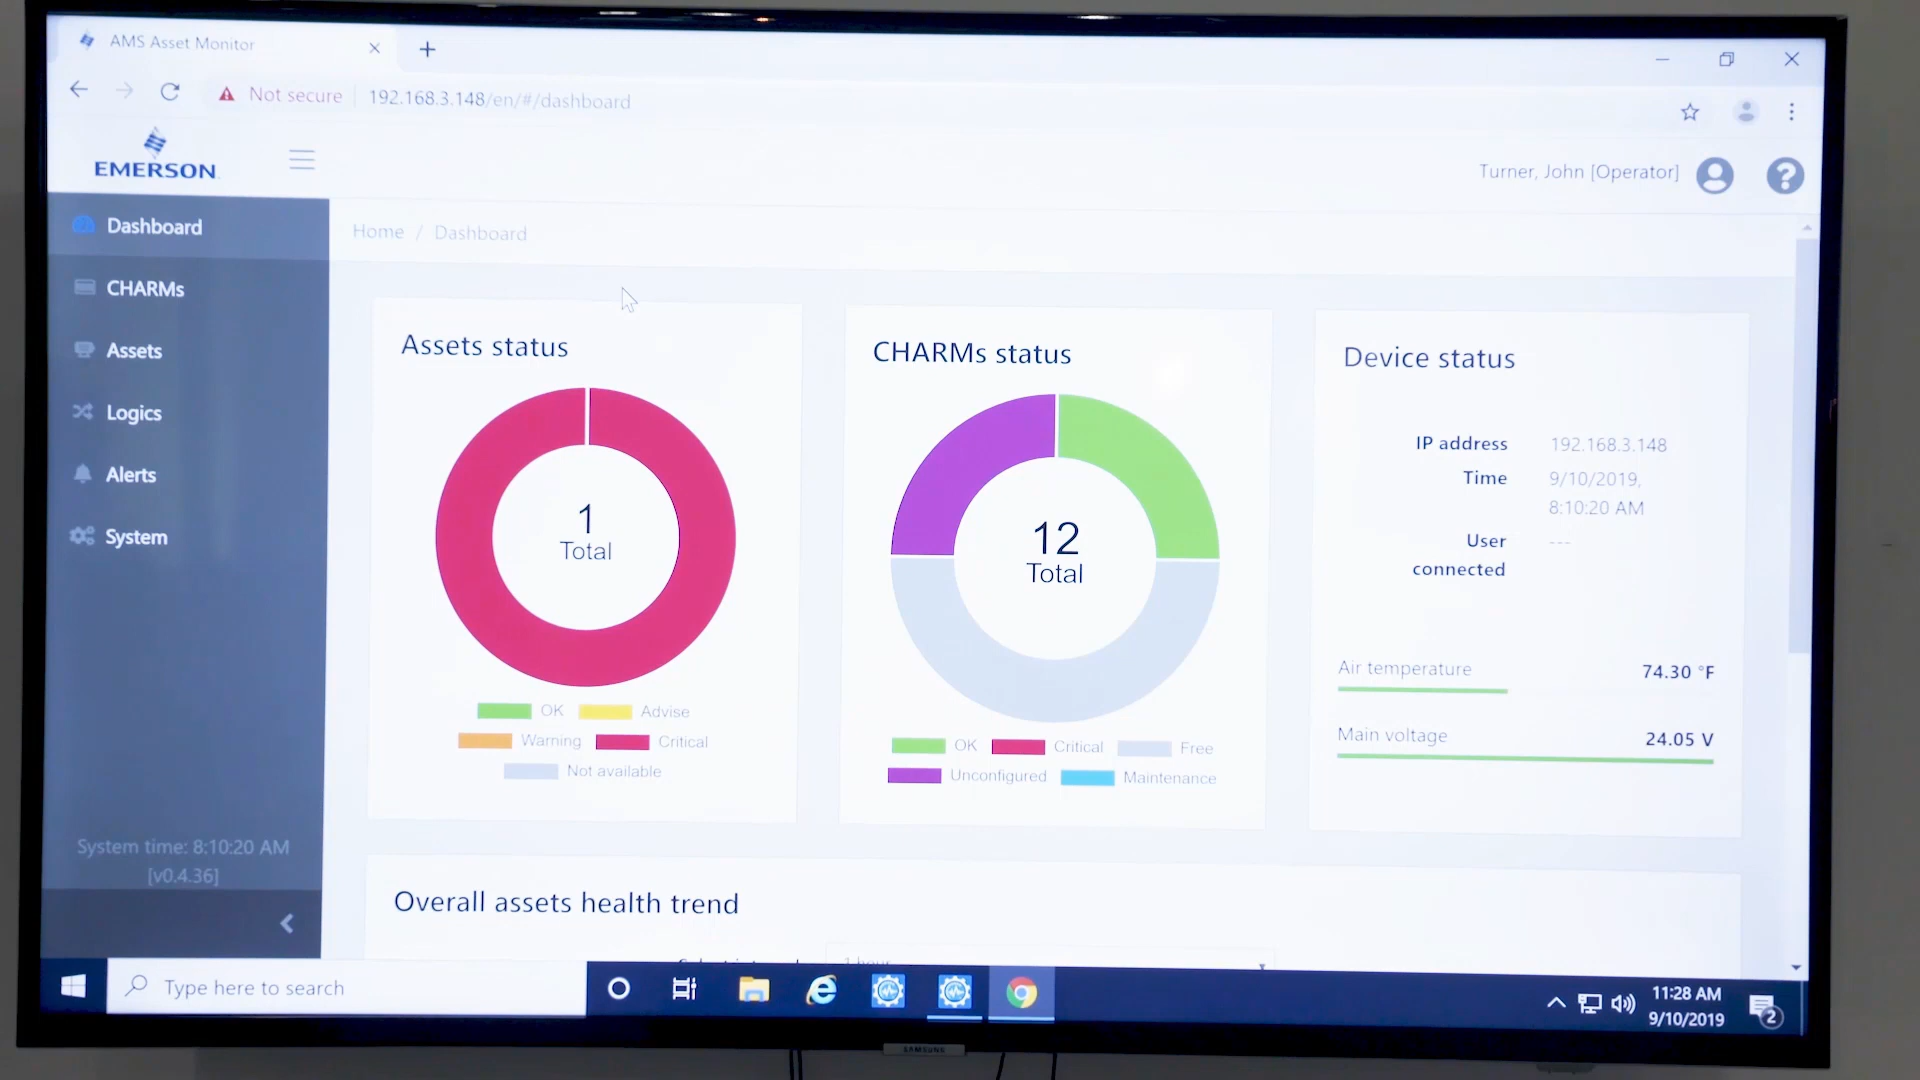 AMS Asset Monitor
Not secure
192.168.3.148/en/#/dashboard
EMERSON
Turner, John [Operator]
?
Dashboard
CHARMs
Assets
Logics
Alerts
System
System time: 8:10:20 AM
[v0.4.36]
Home / Dashboard
Assets status
1
Total
OK
Advise
Warning
Critical
Not available
CHARMs status
12
Total
OK
Critical
Free
Unconfigured
Maintenance
Device status
IP address 192.168.3.148
Time 9/10/2019,
8:10:20 AM
User ---
connected
Air temperature 74.30 °F
Main voltage 24.05 V
Overall assets health trend
1 hour
Type here to search
11:28 AM
9/10/2019
2
SAMSUNG